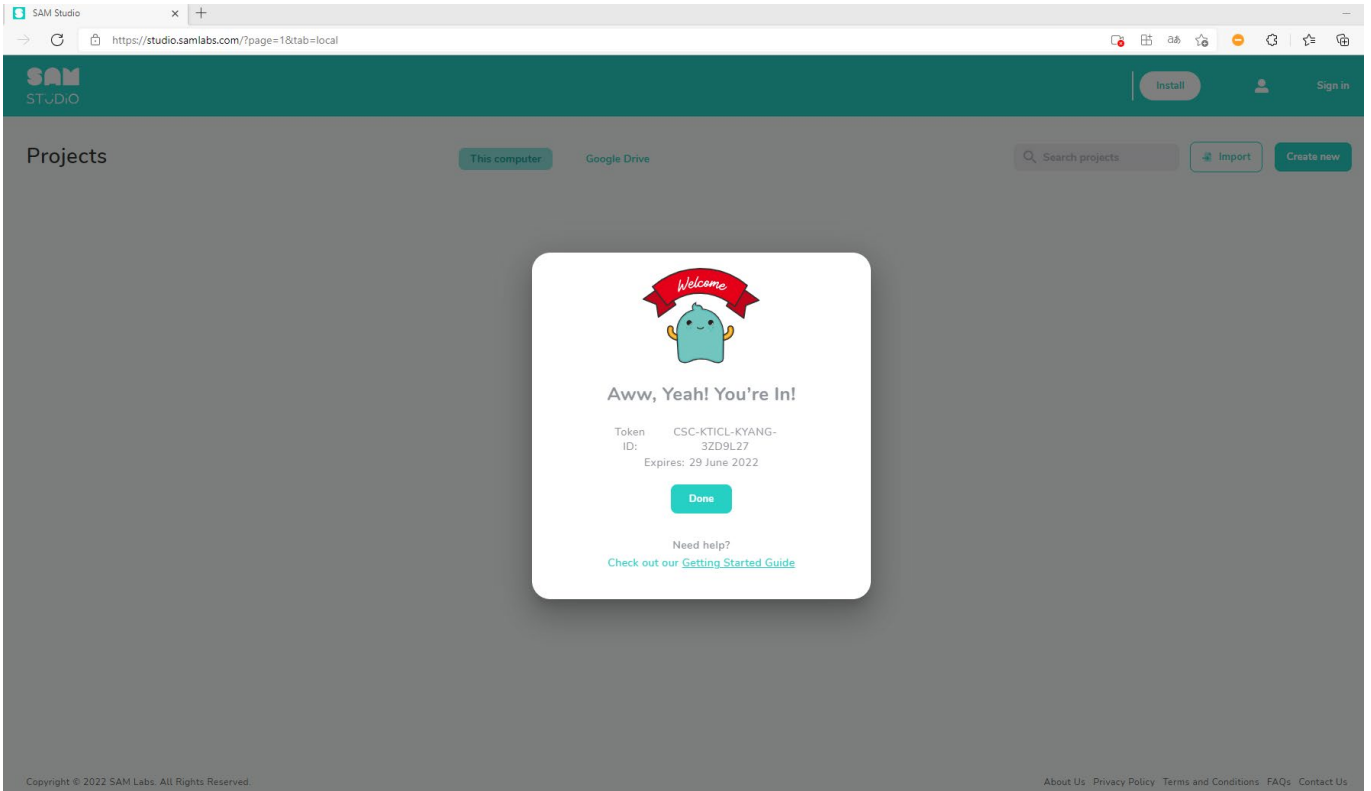 SAM Studio
https://studio.samlabs.com/?page=1&tab=local
SAM
STUDIO
Install
Sign in
Projects
This computer
Google Drive
Search projects
Import
Create new
Welcome
Aww, Yeah! You're In!
Token CSC-KTICL-KYANG-
ID: 3ZD9L27
Expires: 29 June 2022
Done
Need help?
Check out our Getting Started Guide
Copyright © 2022 SAM Labs. All Rights Reserved.
About Us Privacy Policy Terms and Conditions FAQs Contact Us